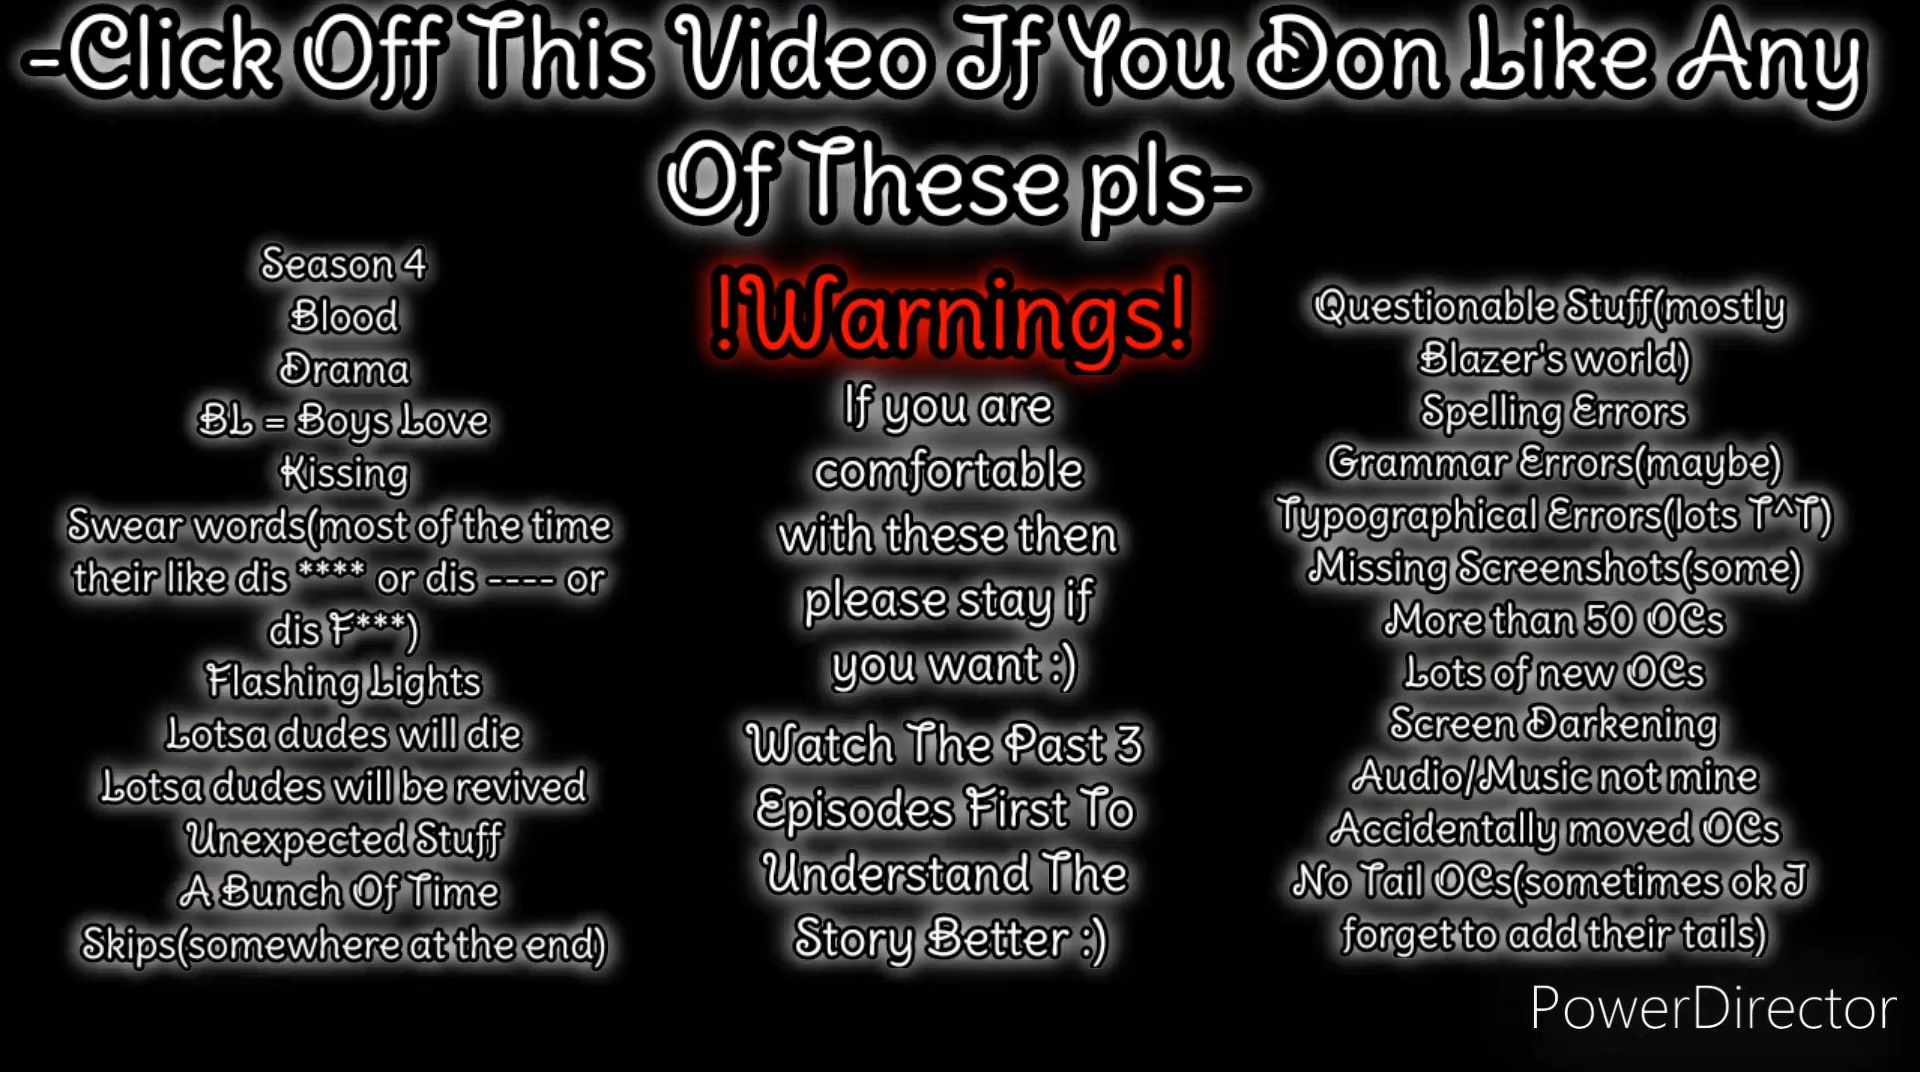 -Click Off This Video If You Don Like Any
Of These pls-
Season 4
Blood
Drama
BL = Boys Love
Kissing
Swear words(most of the time
their like dis **** or dis ---- or
dis F***)
Flashing Lights
Lotsa dudes will die
Lotsa dudes will be revived
Unexpected Stuff
A Bunch Of Time
Skips(somewhere at the end)
!Warnings!
If you are
comfortable
with these then
please stay if
you want :)
Watch The Past 3
Episodes First To
Understand The
Story Better :)
Questionable Stuff(mostly
Blazer's world)
Spelling Errors
Grammar Errors(maybe)
Typographical Errors(lots T^T)
Missing Screenshots(some)
More than 50 OCs
Lots of new OCs
Screen Darkening
Audio/Music not mine
Accidentally moved OCs
No Tail OCs(sometimes ok I
forget to add their tails)
PowerDirector